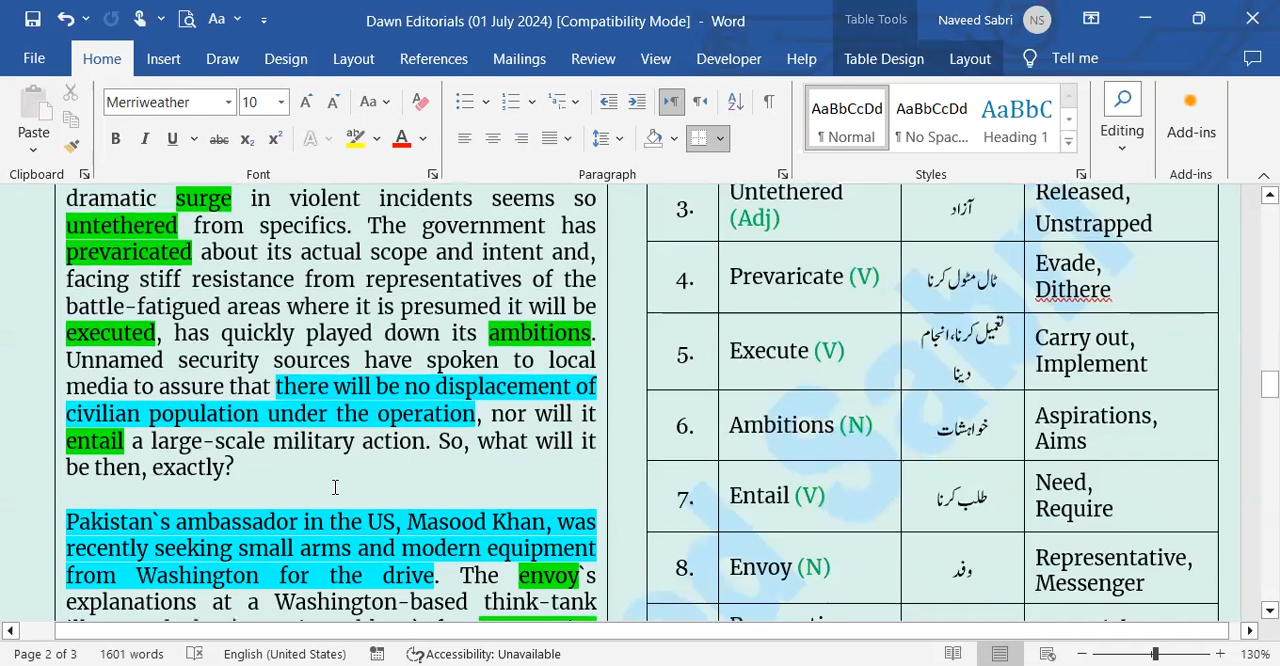 Dawn Editorials (01 July 2024) [Compatibility Mode] - Word
Table Tools
Naveed Sabri
NS
File
Home
Insert
Draw
Design
Layout
References
Mailings
Review
View
Developer
Help
Table Design
Layout
Tell me
Paste
Clipboard
Merriweather
10
Font
Paragraph
AaBbCcDd
¶ Normal
AaBbCcDd
¶ No Spac...
AaBbC
Heading 1
Styles
Editing
Add-ins
Add-ins
dramatic surge in violent incidents seems so
untethered from specifics. The government has
prevaricated about its actual scope and intent and,
facing stiff resistance from representatives of the
battle-fatigued areas where it is presumed it will be
executed, has quickly played down its ambitions.
Unnamed security sources have spoken to local
media to assure that there will be no displacement of
civilian population under the operation, nor will it
entail a large-scale military action. So, what will it
be then, exactly?
Pakistan`s ambassador in the US, Masood Khan, was
recently seeking small arms and modern equipment
from Washington for the drive. The envoy`s
explanations at a Washington-based think-tank
3.
Untethered
(Adj)
آزاد
Released,
Unstrapped
4.
Prevaricate (V)
ٹال مٹول کرنا
Evade,
Dithere
5.
Execute (V)
تعمیل کرنا، انجام
دینا
Carry out,
Implement
6.
Ambitions (N)
خواہشات
Aspirations,
Aims
7.
Entail (V)
طلب کرنا
Need,
Require
8.
Envoy (N)
وفد
Representative,
Messenger
Page 2 of 3
1601 words
English (United States)
Accessibility: Unavailable
130%